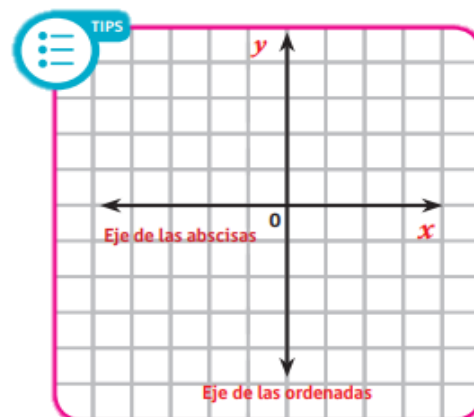 TIPS
y
0
Eje de las abscisas
x
Eje de las ordenadas